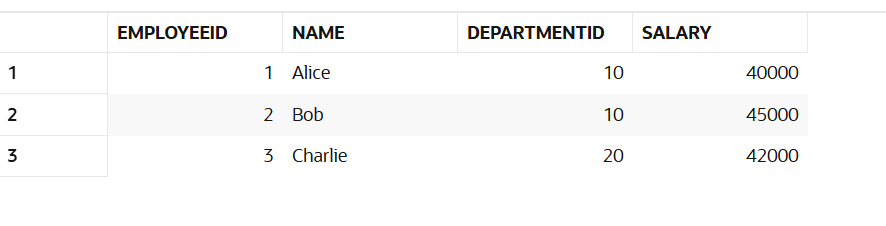 EMPLOYEEID NAME DEPARTMENTID SALARY
1 1 Alice 10 40000
2 2 Bob 10 45000
3 3 Charlie 20 42000